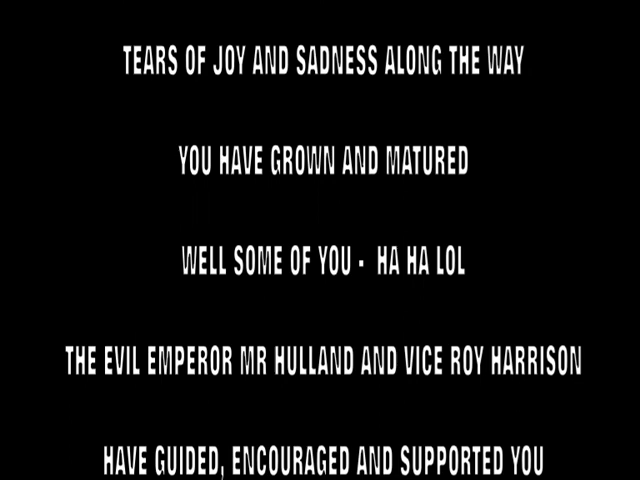 TEARS OF JOY AND SADNESS ALONG THE WAY
YOU HAVE GROWN AND MATURED
WELL SOME OF YOU - HA HA LOL
THE EVIL EMPEROR MR HULLAND AND VICE ROY HARRISON
HAVE GUIDED, ENCOURAGED AND SUPPORTED YOU